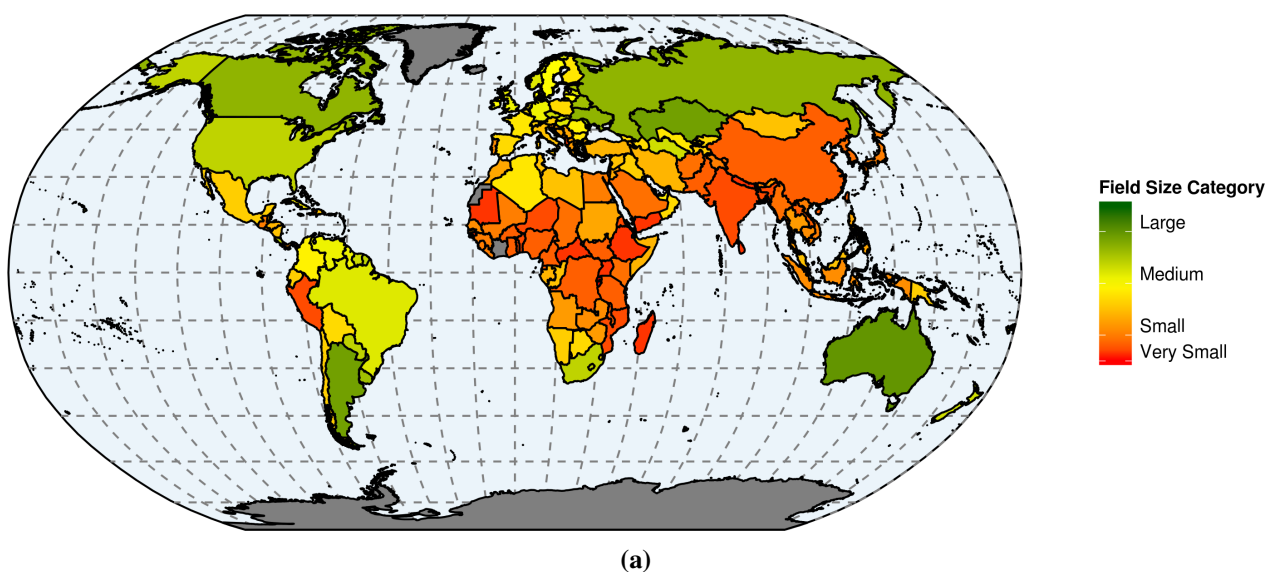 Field Size Category
Large
Medium
Small
Very Small
(a)